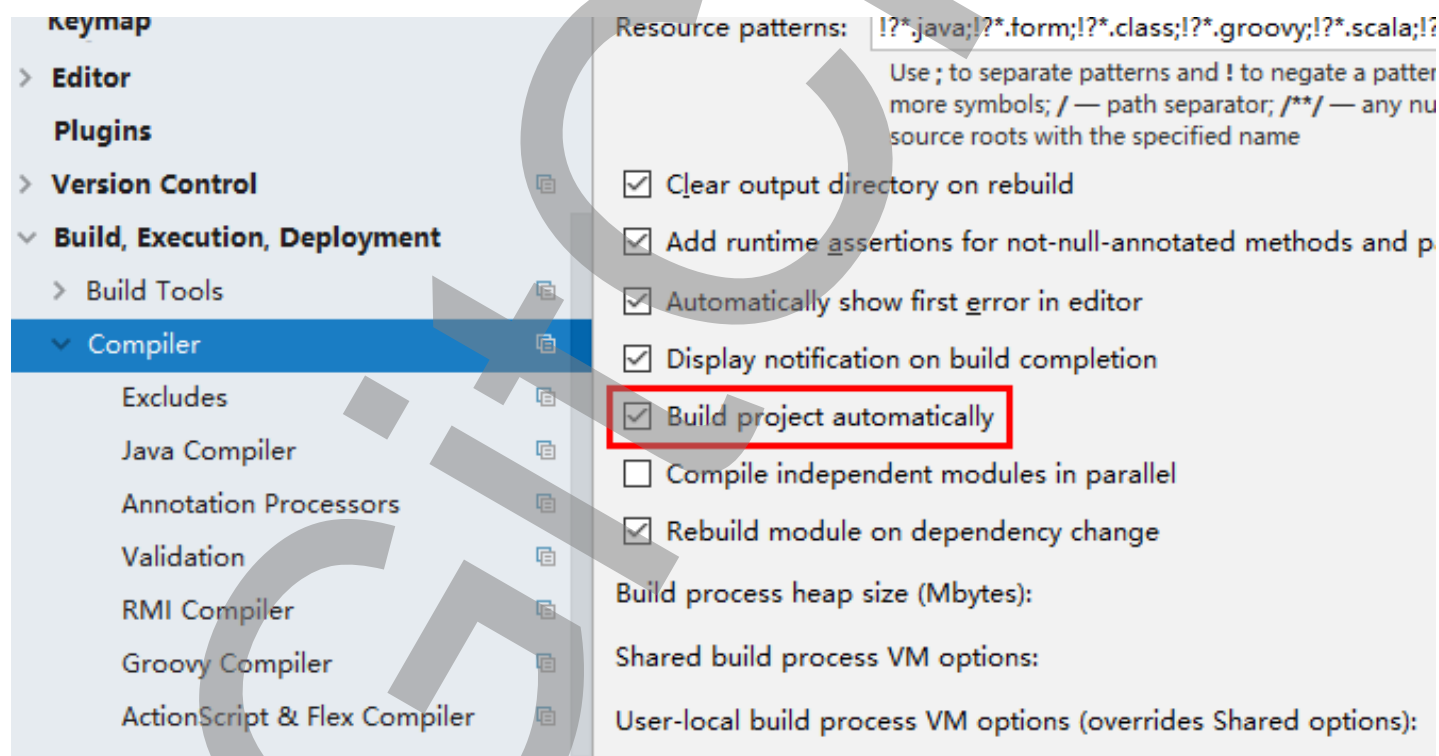 Keymap
Editor
Plugins
Version Control
Build, Execution, Deployment
Build Tools
Compiler
Excludes
Java Compiler
Annotation Processors
Validation
RMI Compiler
Groovy Compiler
ActionScript & Flex Compiler
Resource patterns: !?*.java;!?*.form;!?*.class;!?*.groovy;!?*.scala;!?
Use ; to separate patterns and ! to negate a patter
more symbols; / — path separator; /**/ — any nu
source roots with the specified name
Clear output directory on rebuild
Add runtime assertions for not-null-annotated methods and pa
Automatically show first error in editor
Display notification on build completion
Build project automatically
Compile independent modules in parallel
Rebuild module on dependency change
Build process heap size (Mbytes):
Shared build process VM options:
User-local build process VM options (overrides Shared options):
GitC